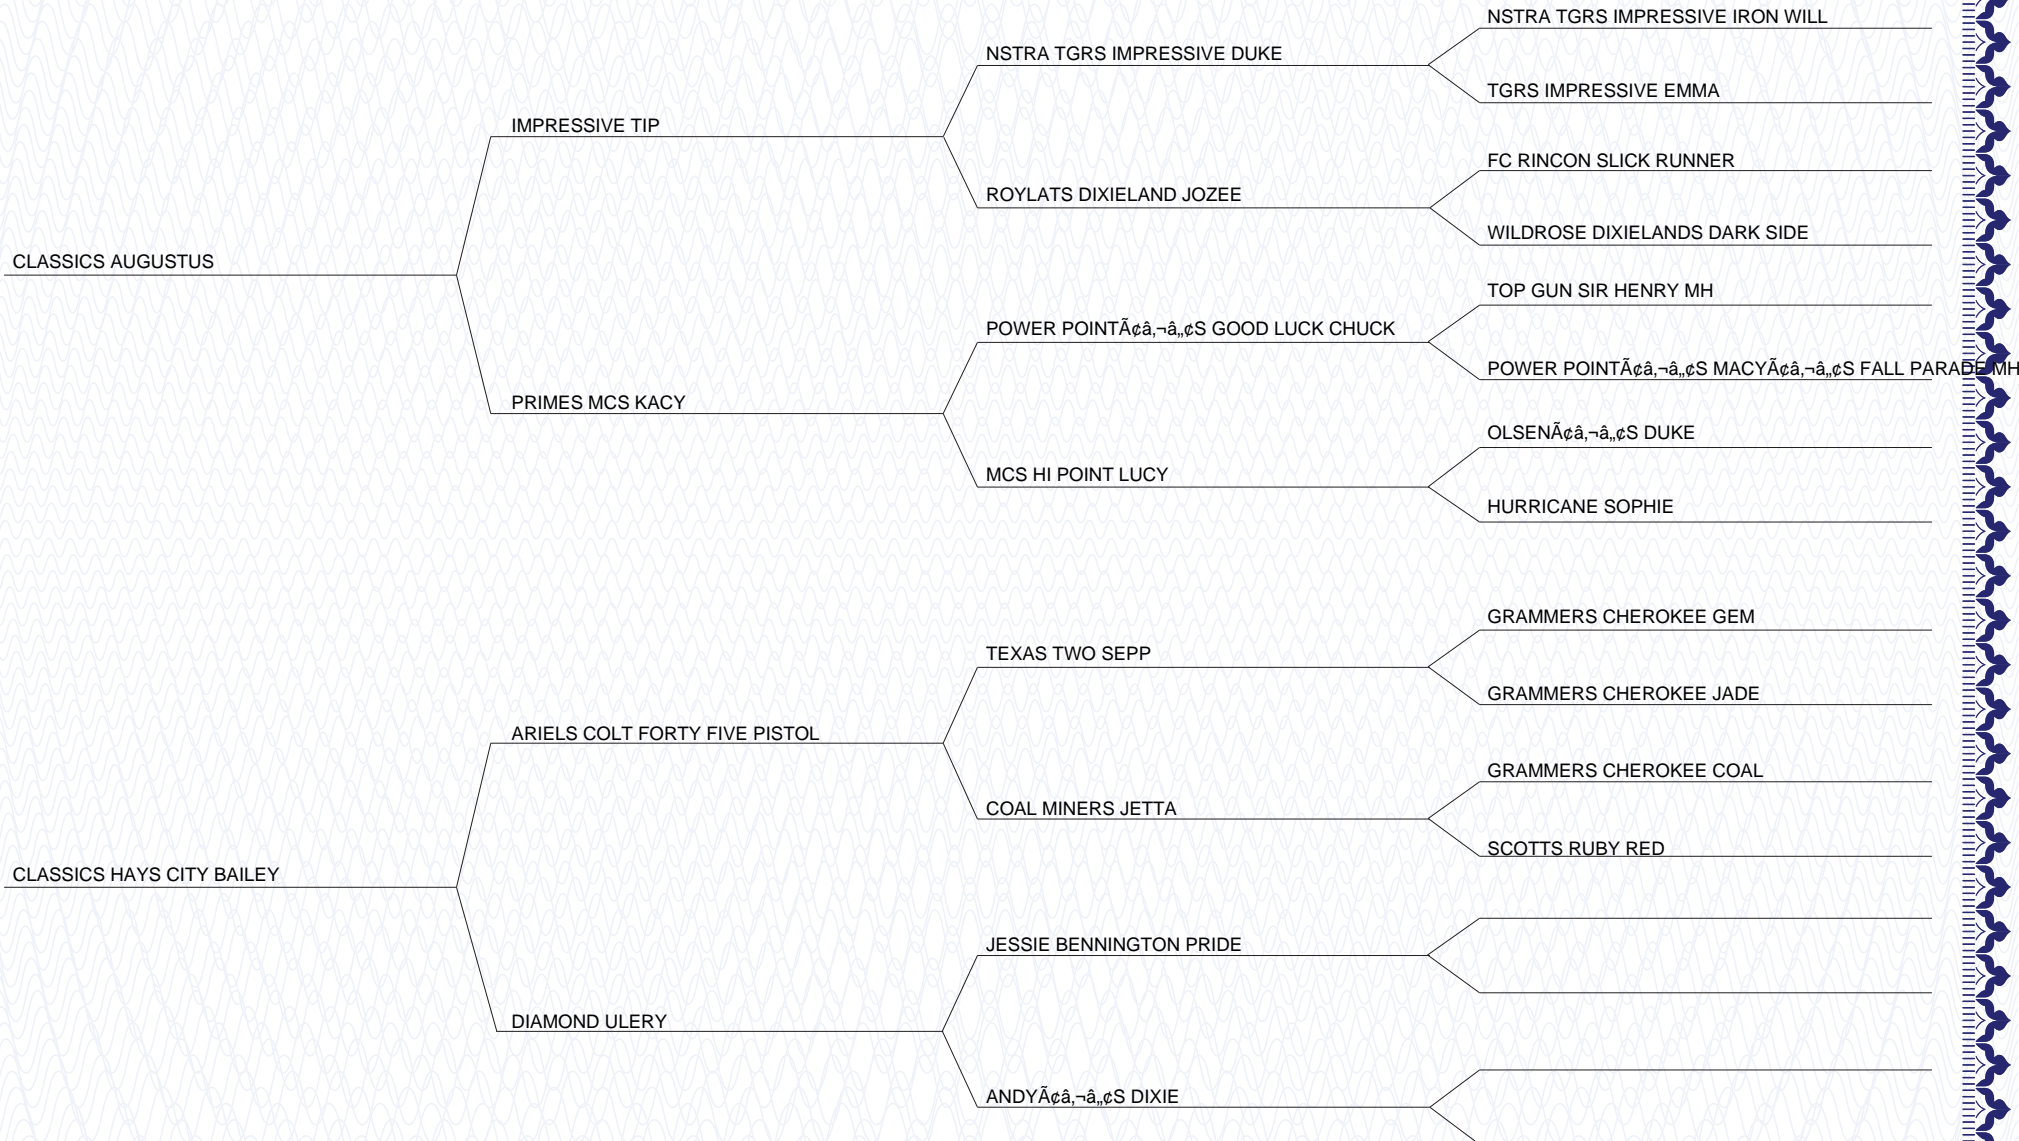 NSTRA TGRS IMPRESSIVE IRON WILL
NSTRA TGRS IMPRESSIVE DUKE
TGRS IMPRESSIVE EMMA
IMPRESSIVE TIP
FC RINCON SLICK RUNNER
ROYLATS DIXIELAND JOZEE
WILDROSE DIXIELANDS DARK SIDE
CLASSICS AUGUSTUS
TOP GUN SIR HENRY MH
POWER POINTÃ¢â‚¬â„¢S GOOD LUCK CHUCK
POWER POINTÃ¢â‚¬â„¢S MACYÃ¢â‚¬â„¢S FALL PARADE MH
PRIMES MCS KACY
OLSENÃ¢â‚¬â„¢S DUKE
MCS HI POINT LUCY
HURRICANE SOPHIE
GRAMMERS CHEROKEE GEM
TEXAS TWO SEPP
GRAMMERS CHEROKEE JADE
ARIELS COLT FORTY FIVE PISTOL
GRAMMERS CHEROKEE COAL
COAL MINERS JETTA
SCOTTS RUBY RED
CLASSICS HAYS CITY BAILEY
JESSIE BENNINGTON PRIDE
DIAMOND ULERY
ANDYÃ¢â‚¬â„¢S DIXIE